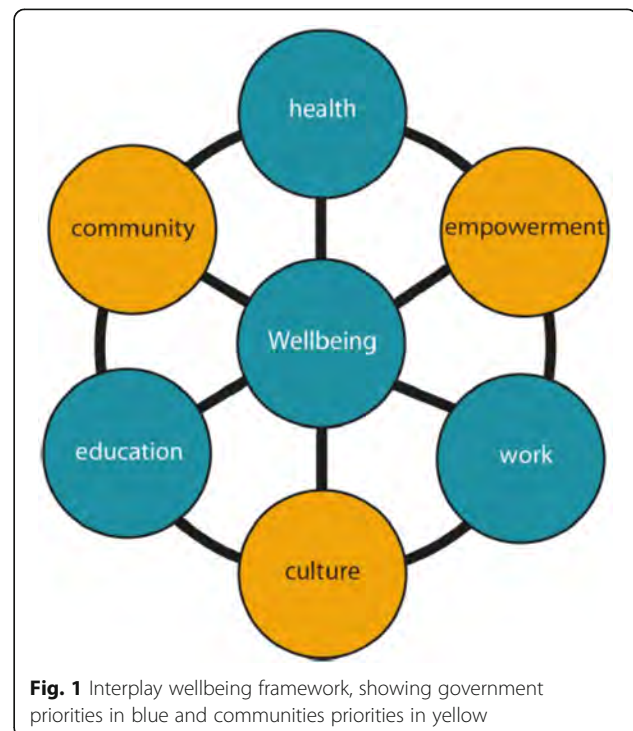 health
community
empowerment
Wellbeing
education
work
culture
Fig. 1 Interplay wellbeing framework, showing government
priorities in blue and communities priorities in yellow